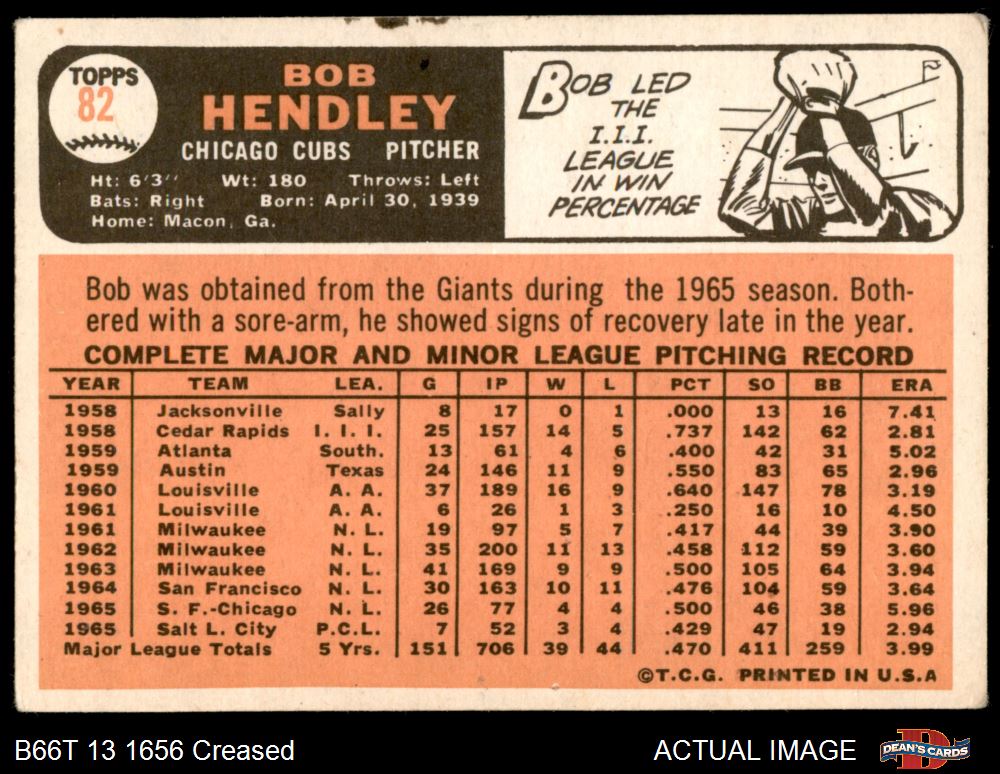 TOPPS
82
BOB
HENDLEY
CHICAGO CUBS PITCHER
Ht: 6'3" Wt: 180 Throws: Left
Bats: Right Born: April 30, 1939
Home: Macon, Ga.
BOB LED
THE
I.I.I.
LEAGUE
IN WIN
PERCENTAGE
Bob was obtained from the Giants during the 1965 season. Both-
ered with a sore-arm, he showed signs of recovery late in the year.
COMPLETE MAJOR AND MINOR LEAGUE PITCHING RECORD
YEAR TEAM LEA. G IP W L PCT SO BB ERA
1958 Jacksonville Sally 8 17 0 1 .000 13 16 7.41
1958 Cedar Rapids I. I. I. 25 157 14 5 .737 142 62 2.81
1959 Atlanta South. 13 61 4 6 .400 42 31 5.02
1959 Austin Texas 24 146 11 9 .550 83 65 2.96
1960 Louisville A. A. 37 189 16 9 .640 147 78 3.19
1961 Louisville A. A. 6 26 1 3 .250 16 10 4.50
1961 Milwaukee N. L. 19 97 5 7 .417 44 39 3.90
1962 Milwaukee N. L. 35 200 11 13 .458 112 59 3.60
1963 Milwaukee N. L. 41 169 9 9 .500 105 64 3.94
1964 San Francisco N. L. 30 163 10 11 .476 104 59 3.64
1965 S. F.-Chicago N. L. 26 77 4 4 .500 46 38 5.96
1965 Salt L. City P.C.L. 7 52 3 4 .429 47 19 2.94
Major League Totals 5 Yrs. 151 706 39 44 .470 411 259 3.99
©T.C.G. PRINTED IN U.S.A
B66T 13 1656 Creased
ACTUAL IMAGE
DEAN'S CARDS